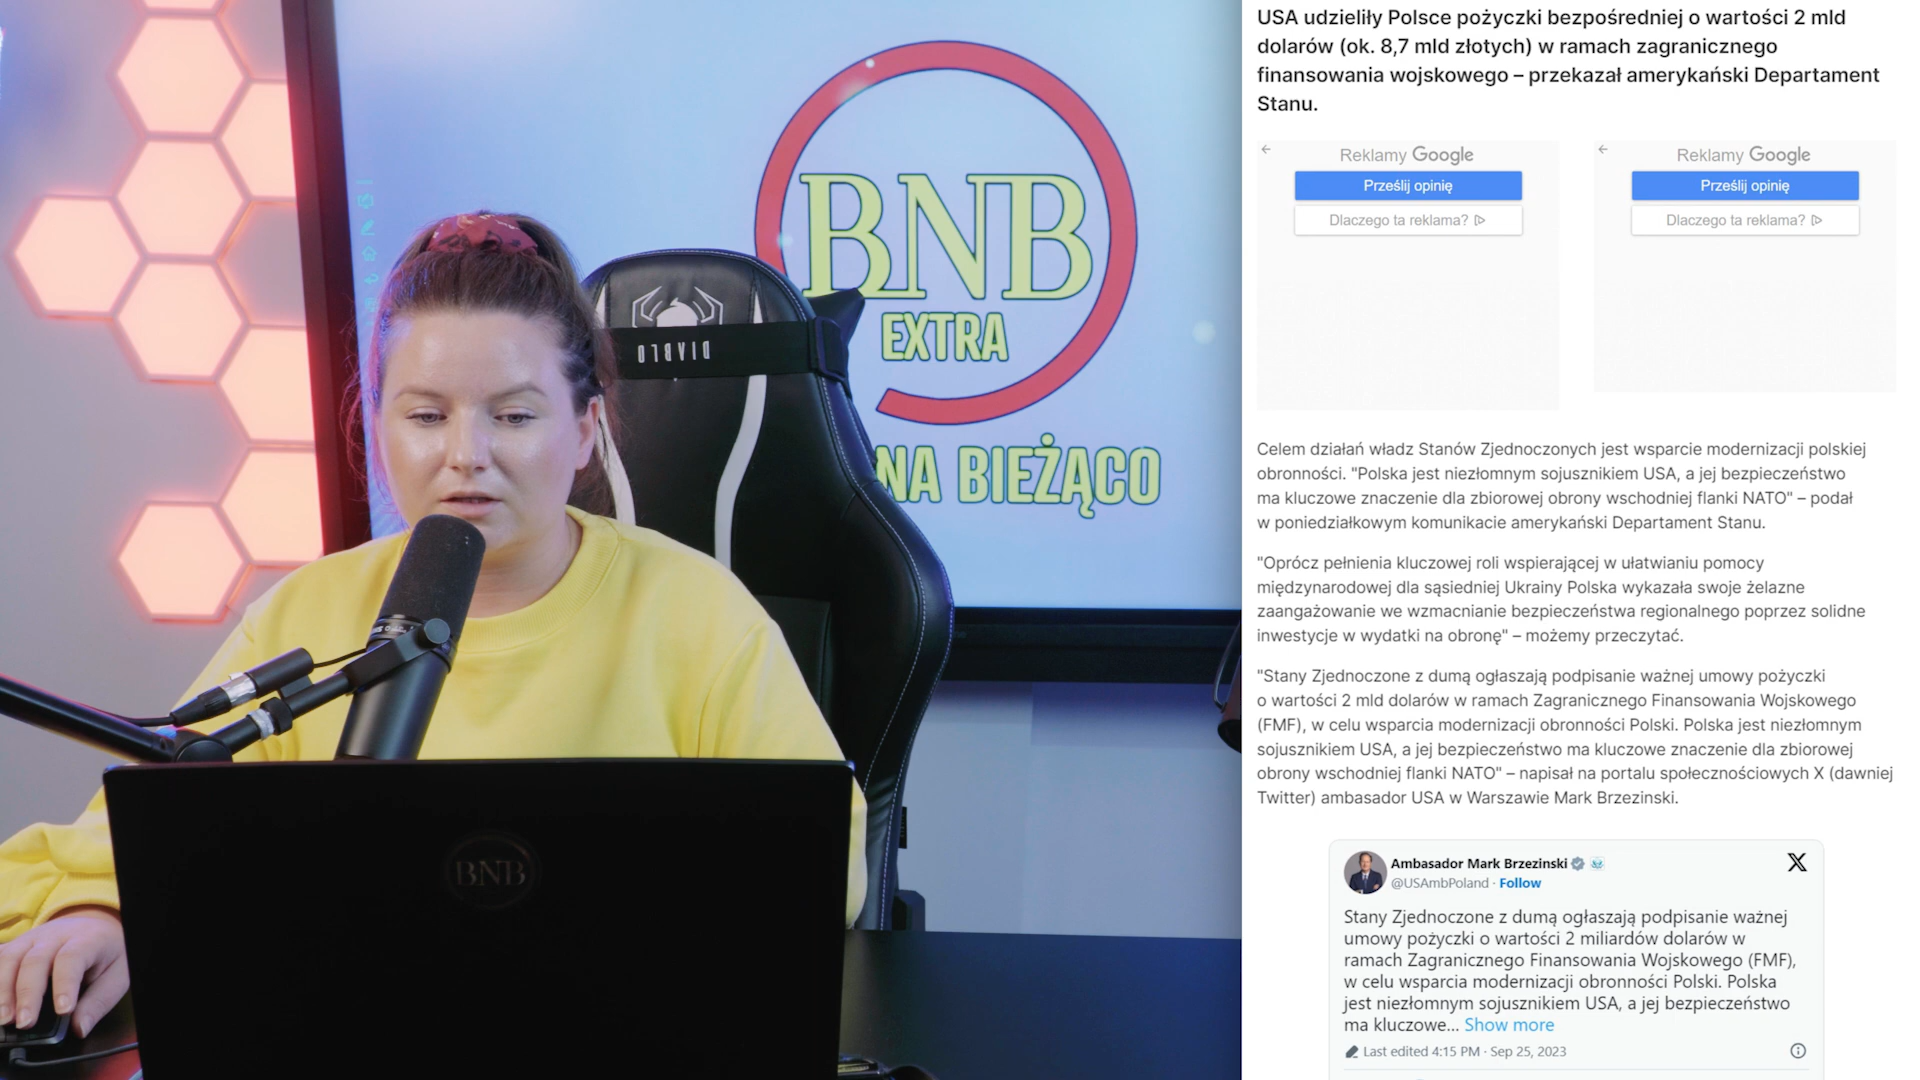 BNB
EXTRA
NA BIEŻĄCO
DIABLO
BNB
USA udzieliły Polsce pożyczki bezpośredniej o wartości 2 mld
dolarów (ok. 8,7 mld złotych) w ramach zagranicznego
finansowania wojskowego – przekazał amerykański Departament
Stanu.
Reklamy Google
Prześlij opinię
Dlaczego ta reklama?
Reklamy Google
Prześlij opinię
Dlaczego ta reklama?
Celem działań władz Stanów Zjednoczonych jest wsparcie modernizacji polskiej
obronności. "Polska jest niezłomnym sojusznikiem USA, a jej bezpieczeństwo
ma kluczowe znaczenie dla zbiorowej obrony wschodniej flanki NATO" – podał
w poniedziałkowym komunikacie amerykański Departament Stanu.
"Oprócz pełnienia kluczowej roli wspierającej w ułatwianiu pomocy
międzynarodowej dla sąsiedniej Ukrainy Polska wykazała swoje żelazne
zaangażowanie we wzmacnianie bezpieczeństwa regionalnego poprzez solidne
inwestycje w wydatki na obronę" – możemy przeczytać.
"Stany Zjednoczone z dumą ogłaszają podpisanie ważnej umowy pożyczki
o wartości 2 mld dolarów w ramach Zagranicznego Finansowania Wojskowego
(FMF), w celu wsparcia modernizacji obronności Polski. Polska jest niezłomnym
sojusznikiem USA, a jej bezpieczeństwo ma kluczowe znaczenie dla zbiorowej
obrony wschodniej flanki NATO" – napisał na portalu społecznościowych X (dawniej
Twitter) ambasador USA w Warszawie Mark Brzezinski.
Ambasador Mark Brzezinski
@USAmbPoland · Follow
Stany Zjednoczone z dumą ogłaszają podpisanie ważnej
umowy pożyczki o wartości 2 miliardów dolarów w
ramach Zagranicznego Finansowania Wojskowego (FMF),
w celu wsparcia modernizacji obronności Polski. Polska
jest niezłomnym sojusznikiem USA, a jej bezpieczeństwo
ma kluczowe... Show more
Last edited 4:15 PM · Sep 25, 2023